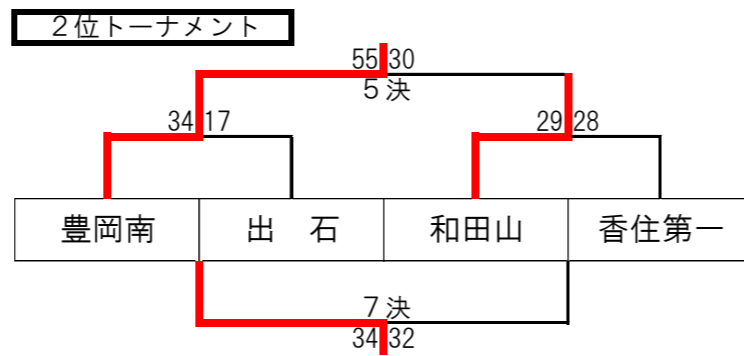 ２位トーナメント
55 30
５決
34 17
29 28
豊岡南 出　石 和田山 香住第一
７決
34 32